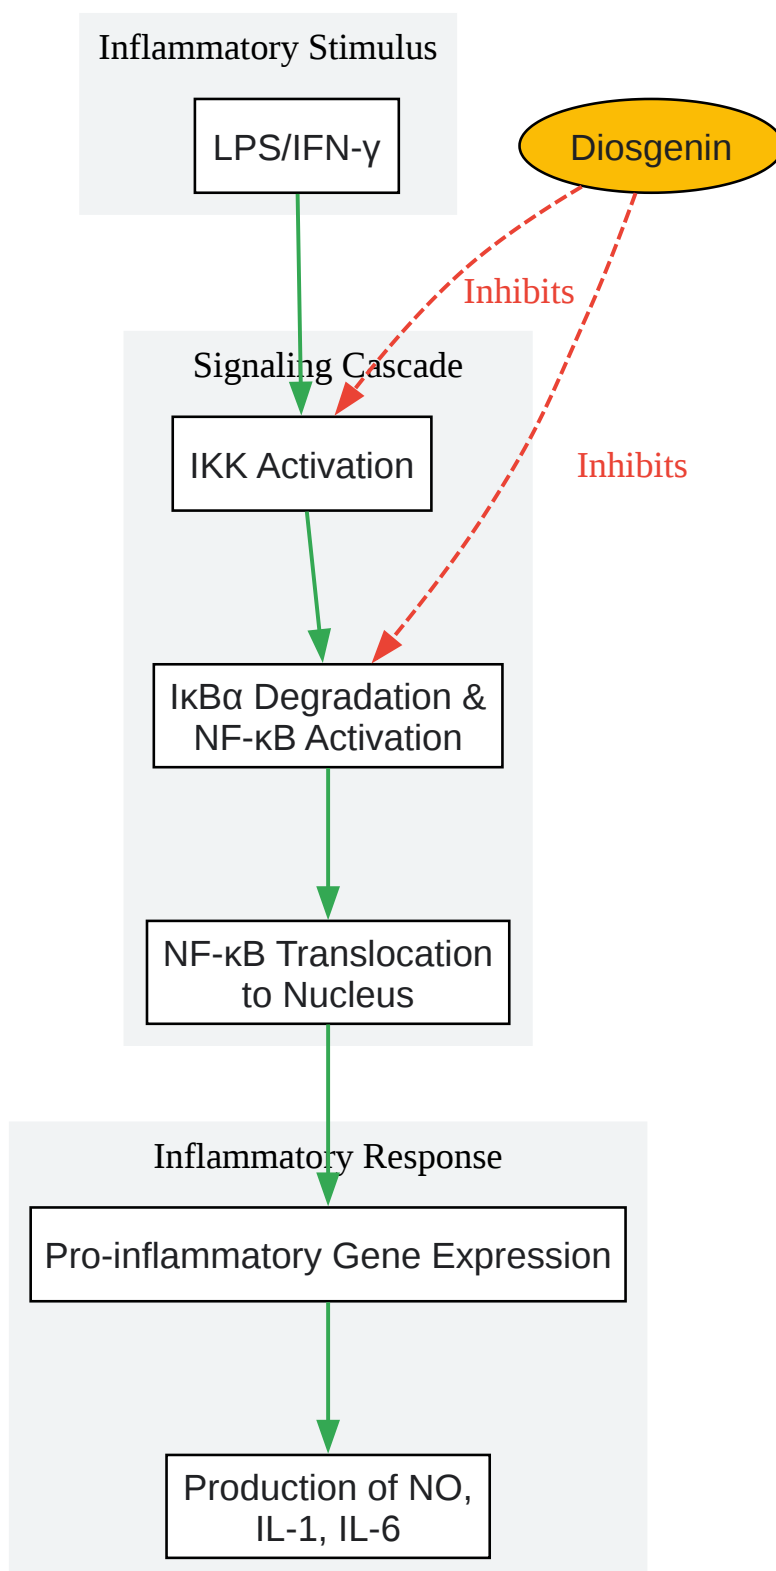 Inflammatory Stimulus
LPS/IFN-γ
Diosgenin
Inhibits
Signaling Cascade
IKK Activation
Inhibits
IκBα Degradation &
NF-κB Activation
NF-κB Translocation
to Nucleus
Inflammatory Response
Pro-inflammatory Gene Expression
Production of NO,
IL-1, IL-6